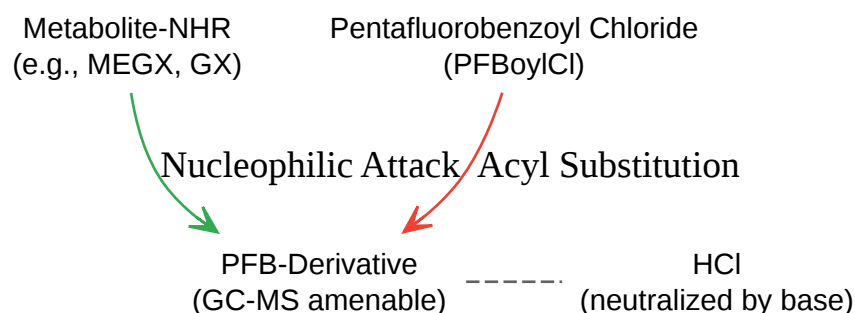 Metabolite-NHR
(e.g., MEGX, GX)
Pentafluorobenzoyl Chloride
(PFBoylCl)
Nucleophilic Attack
Acyl Substitution
PFB-Derivative
(GC-MS amenable)
HCl
(neutralized by base)